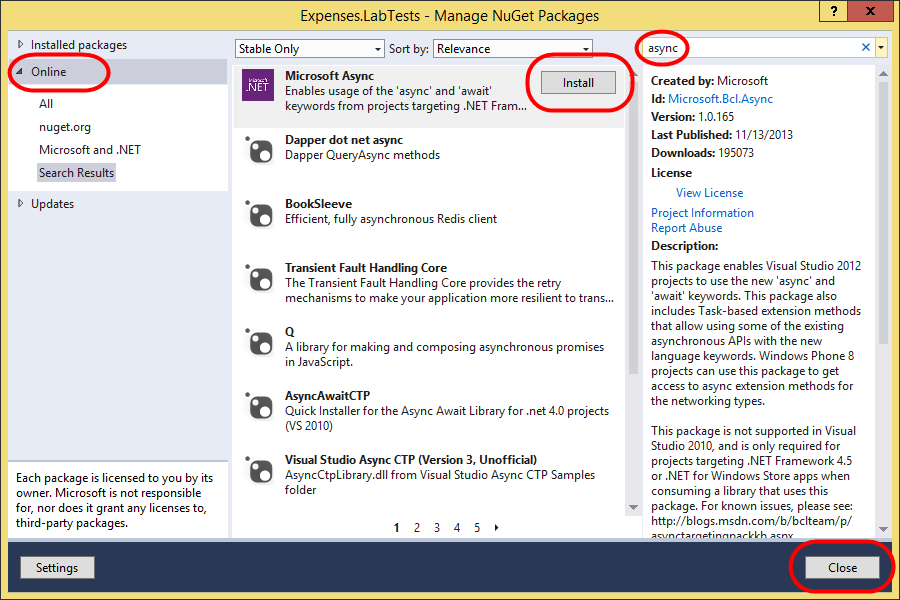 Expenses.LabTests - Manage NuGet Packages
?
X
Installed packages
Online
All
nuget.org
Microsoft and .NET
Search Results
Updates
Each package is licensed to you by its
owner. Microsoft is not responsible
for, nor does it grant any licenses to,
third-party packages.
Stable Only
Sort by:
Relevance
Microsoft
.NET
Microsoft Async
Enables usage of the 'async' and 'await'
keywords from projects targeting .NET Fram...
Install
Dapper dot net async
Dapper QueryAsync methods
BookSleeve
Efficient, fully asynchronous Redis client
Transient Fault Handling Core
The Transient Fault Handling Core provides the retry
mechanisms to make your application more resilient to trans...
Q
A library for making and composing asynchronous promises
in JavaScript.
AsyncAwaitCTP
Quick Installer for the Async Await Library for .net 4.0 projects
(VS 2010)
Visual Studio Async CTP (Version 3, Unofficial)
AsyncCtpLibrary.dll from Visual Studio Async CTP Samples
folder
1 2 3 4 5
async
Created by: Microsoft
Id: Microsoft.Bcl.Async
Version: 1.0.165
Last Published: 11/13/2013
Downloads: 195073
License
View License
Project Information
Report Abuse
Description:
This package enables Visual Studio 2012
projects to use the new 'async' and
'await' keywords. This package also
includes Task-based extension methods
that allow using some of the existing
asynchronous APIs with the new
language keywords. Windows Phone 8
projects can use this package to get
access to async extension methods for
the networking types.
This package is not supported in Visual
Studio 2010, and is only required for
projects targeting .NET Framework 4.5
or .NET for Windows Store apps when
consuming a library that uses this
package. For known issues, please see:
http://blogs.msdn.com/b/bclteam/p/
asynctargetingpackkb.aspx
Settings
Close